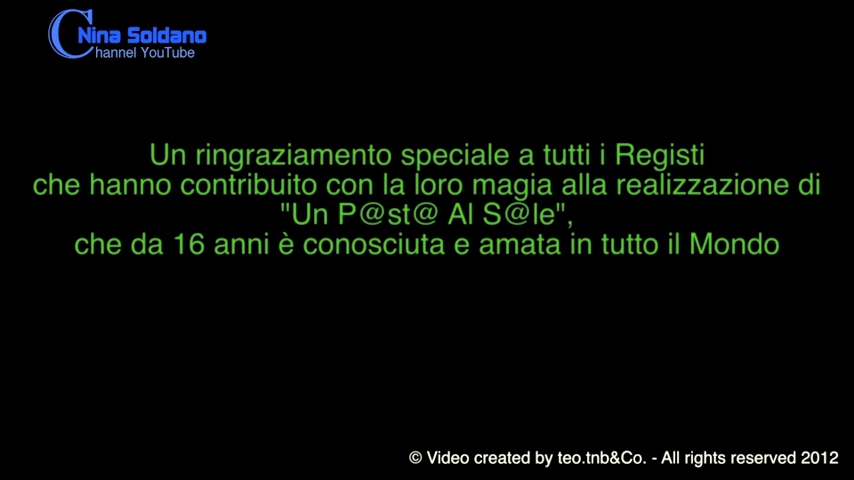 Nina Soldano
Channel YouTube
Un ringraziamento speciale a tutti i Registi
che hanno contribuito con la loro magia alla realizzazione di
"Un P@st@ Al S@le",
che da 16 anni è conosciuta e amata in tutto il Mondo
© Video created by teo.tnb&Co. - All rights reserved 2012